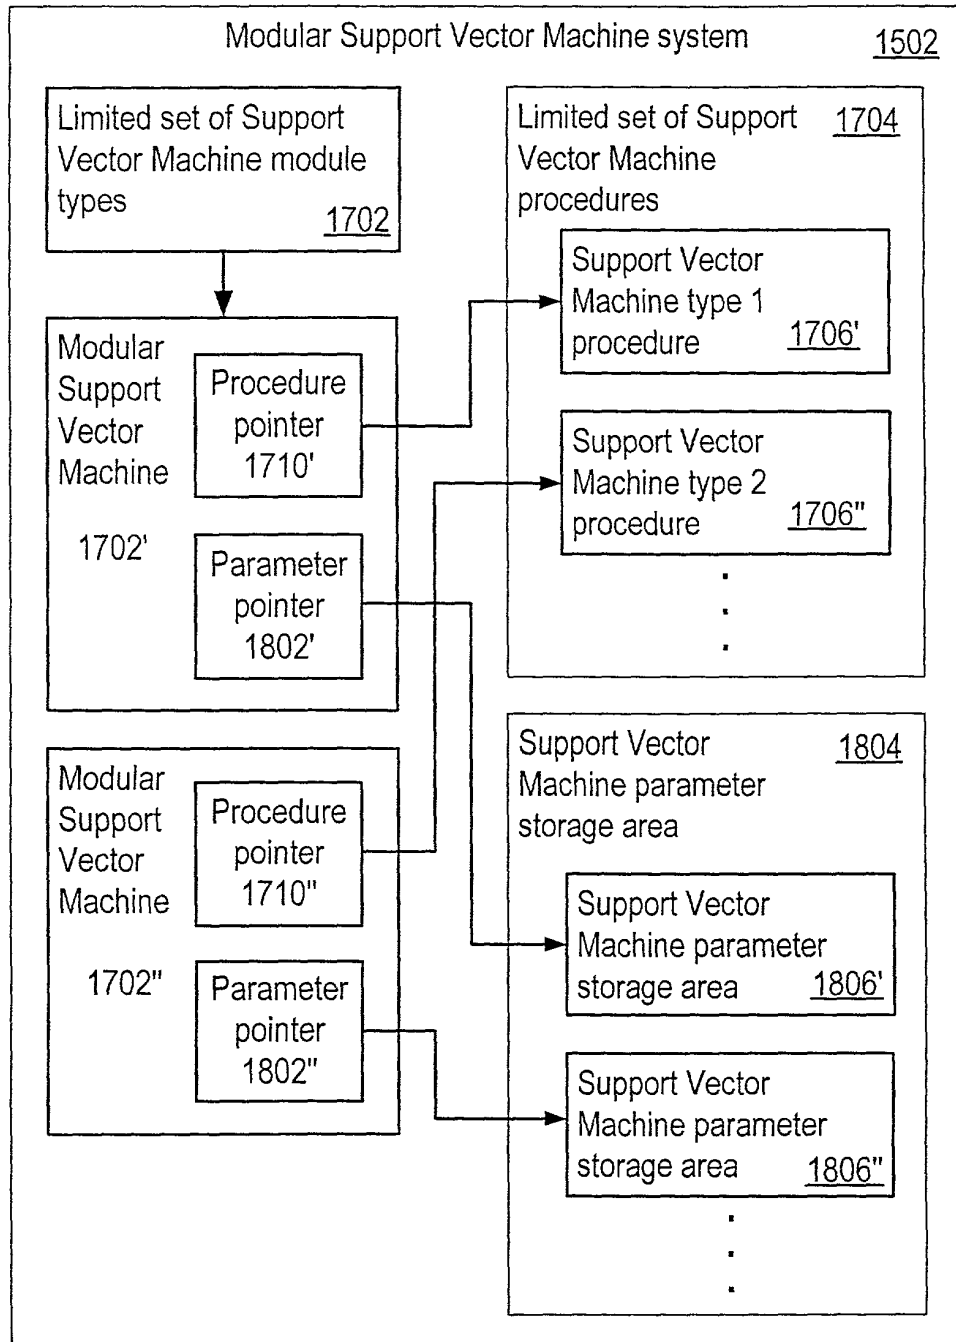 Modular Support Vector Machine system
1502
Limited set of Support
Vector Machine module
types
1702
Modular
Support
Vector
Machine
1702'
Procedure
pointer
1710'
Parameter
pointer
1802'
Modular
Support
Vector
Machine
1702"
Procedure
pointer
1710"
Parameter
pointer
1802"
Limited set of Support
Vector Machine
procedures
1704
Support Vector
Machine type 1
procedure
1706'
Support Vector
Machine type 2
procedure
1706"
Support Vector
Machine parameter
storage area
1804
Support Vector
Machine parameter
storage area
1806'
Support Vector
Machine parameter
storage area
1806"